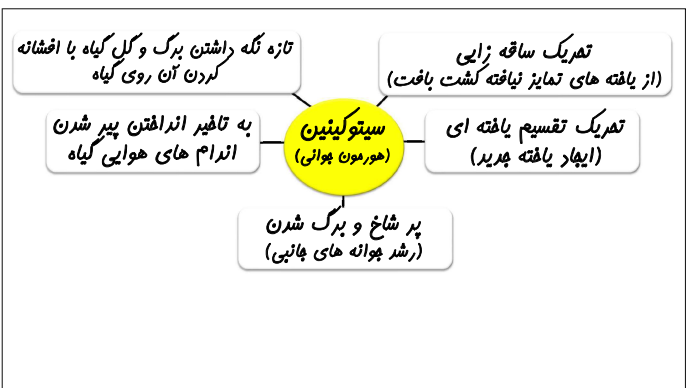 تحریک ساقه زایی
(از یاخته های تمایز نیافته کشت بافت)
تازه نگه داشتن برگ و گل گیاه با افشانه
کردن آن روی گیاه
سیتوکینین
(هورمون جوانی)
تحریک تقسیم یاخته ای
(ایجاد یاخته جدید)
به تاخیر انداختن پیر شدن
اندام های هوایی گیاه
پر شاخ و برگ شدن
(رشد جوانه های جانبی)